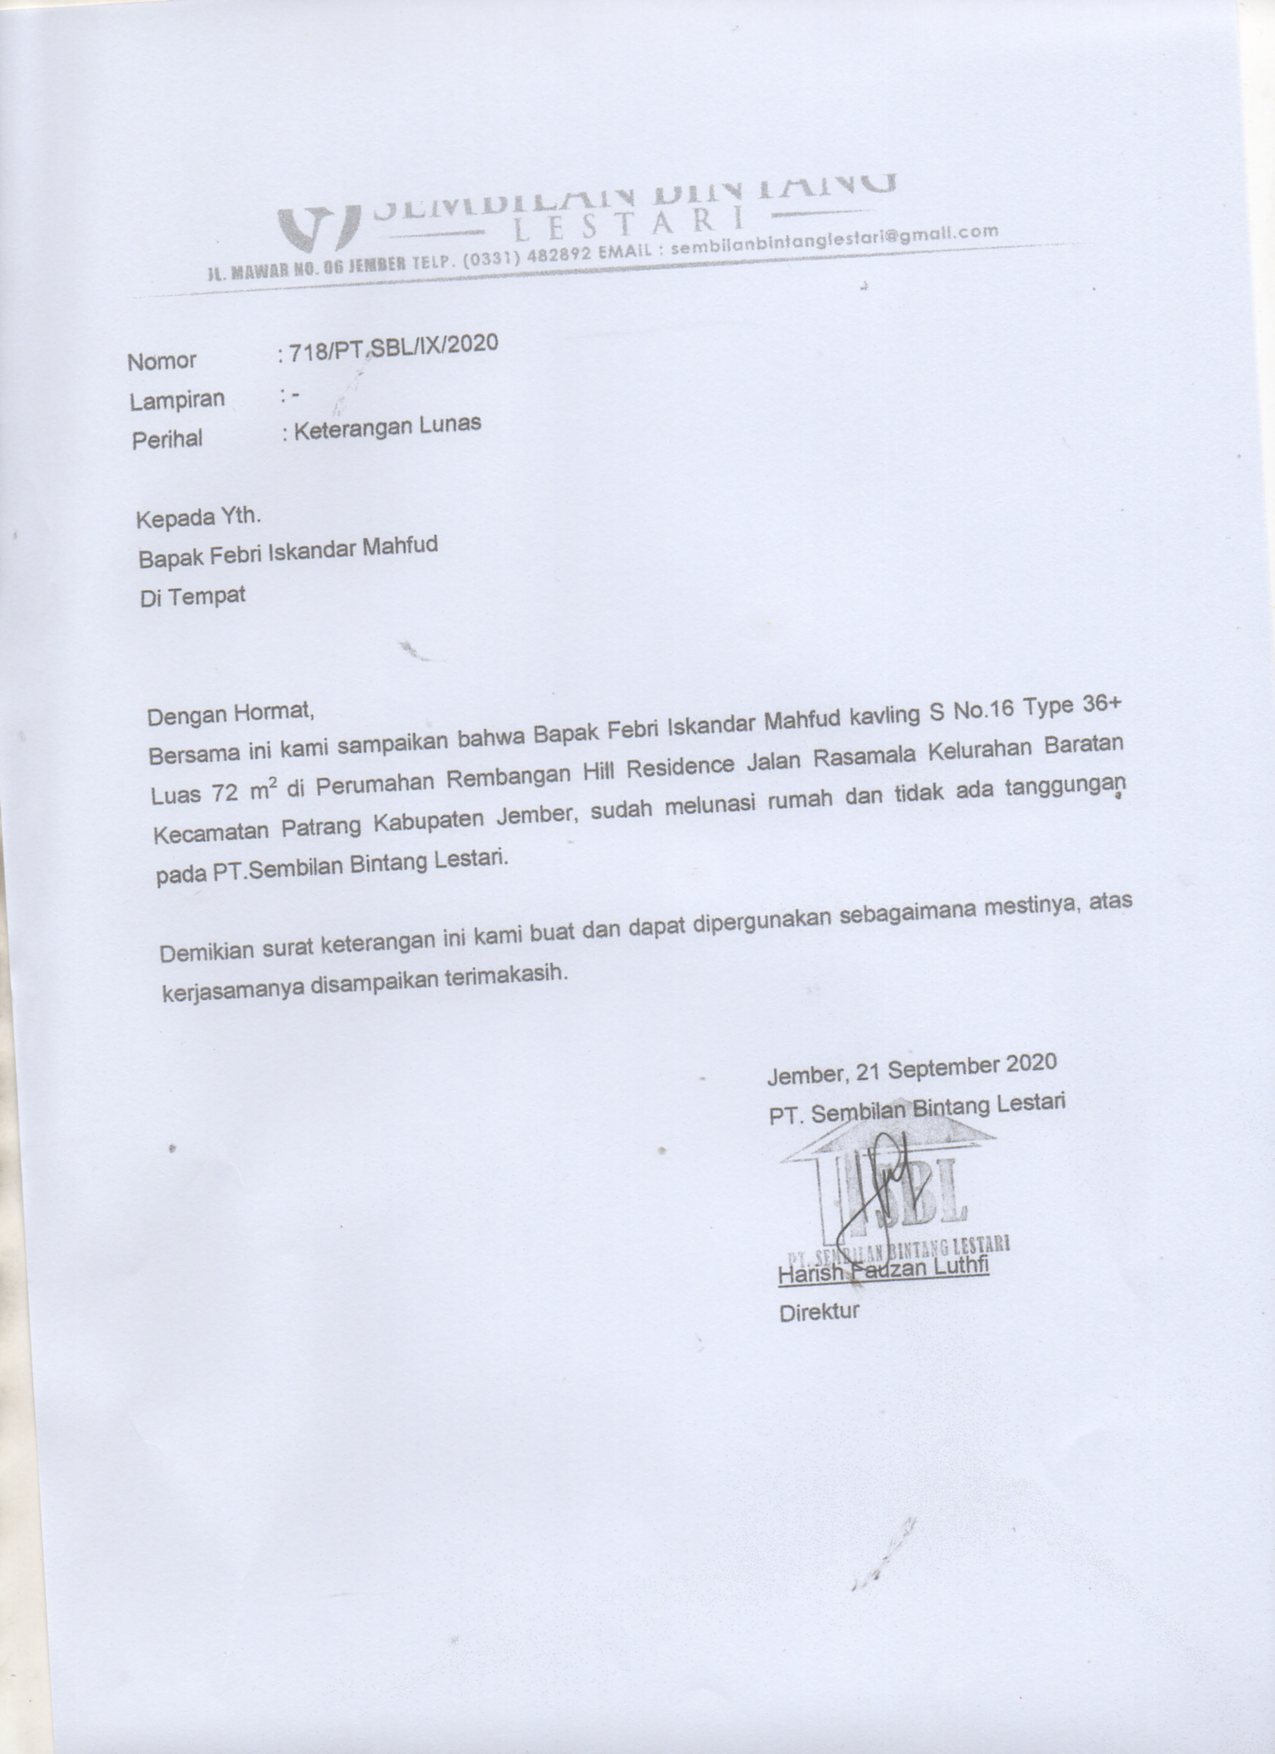 SEMBILAN BINTANG
LESTARI
JL. MAWAR NO. 06 JEMBER TELP. (0331) 482892 EMAIL : sembilanbintanglestari@gmail.com
Nomor : 718/PT.SBL/IX/2020
Lampiran : -
Perihal : Keterangan Lunas
Kepada Yth.
Bapak Febri Iskandar Mahfud
Di Tempat
Dengan Hormat,
Bersama ini kami sampaikan bahwa Bapak Febri Iskandar Mahfud kavling S No.16 Type 36+
Luas 72 m² di Perumahan Rembangan Hill Residence Jalan Rasamala Kelurahan Baratan
Kecamatan Patrang Kabupaten Jember, sudah melunasi rumah dan tidak ada tanggungan
pada PT.Sembilan Bintang Lestari.
Demikian surat keterangan ini kami buat dan dapat dipergunakan sebagaimana mestinya, atas
kerjasamanya disampaikan terimakasih.
Jember, 21 September 2020
PT. Sembilan Bintang Lestari
SBL
PT. SEMBILAN BINTANG LESTARI
Harish Fauzan Luthfi
Direktur